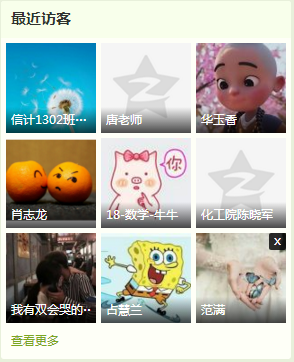 最近访客
信计1302班···
唐老师
华玉香
肖志龙
你
18-数学-牛牛
化工院陈晓军
x
我有双会哭的···
占慧兰
范满
查看更多